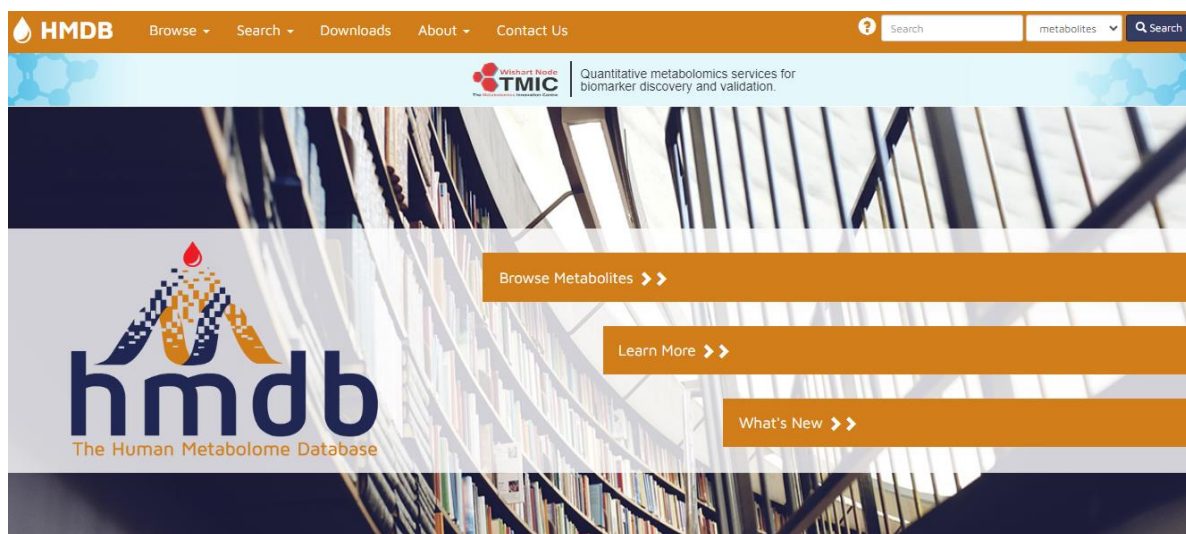 HMDB Browse Search Downloads About Contact Us ? Search metabolites Search
Wishart Node
TMIC
Quantitative metabolomics services for
biomarker discovery and validation.
Browse Metabolites
Learn More
What's New
hmdb
The Human Metabolome Database